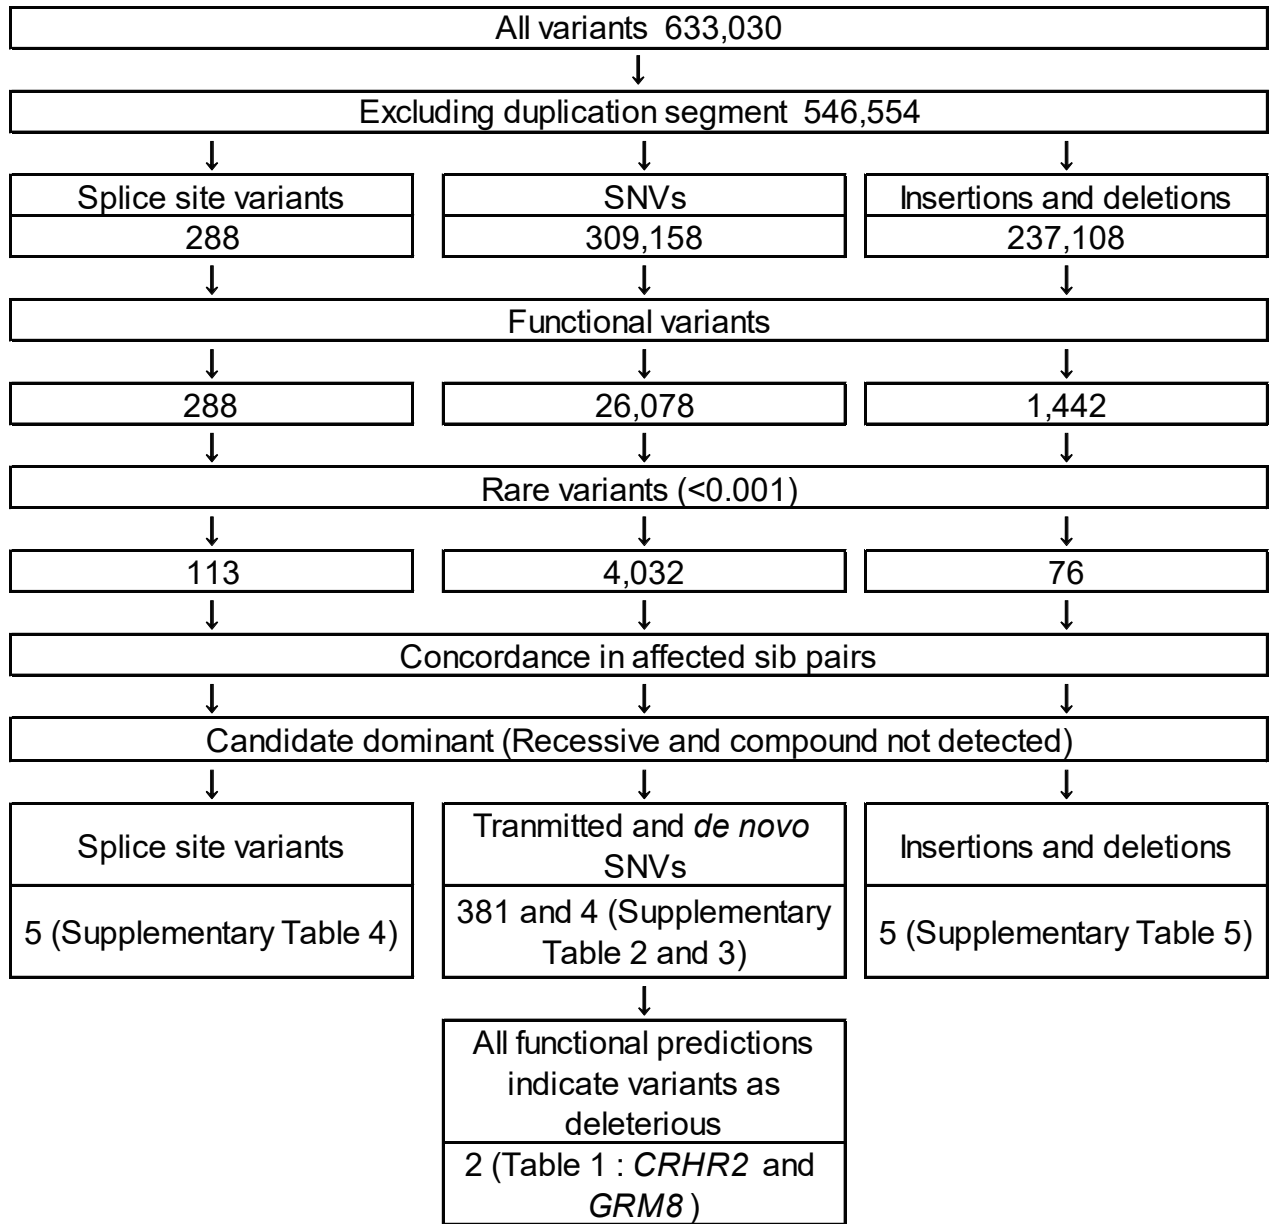 All variants 633,030
↓
Excluding duplication segment 546,554
↓ ↓ ↓
Splice site variants SNVs Insertions and deletions
288 309,158 237,108
↓ ↓ ↓
Functional variants
↓ ↓ ↓
288 26,078 1,442
↓ ↓ ↓
Rare variants (<0.001)
↓ ↓ ↓
113 4,032 76
↓ ↓ ↓
Concordance in affected sib pairs
↓ ↓ ↓
Candidate dominant (Recessive and compound not detected)
↓ ↓ ↓
Splice site variants
Tranmitted and de novo
SNVs
Insertions and deletions
5 (Supplementary Table 4)
381 and 4 (Supplementary
Table 2 and 3)
5 (Supplementary Table 5)
↓
All functional predictions
indicate variants as
deleterious
2 (Table 1 : CRHR2 and
GRM8 )